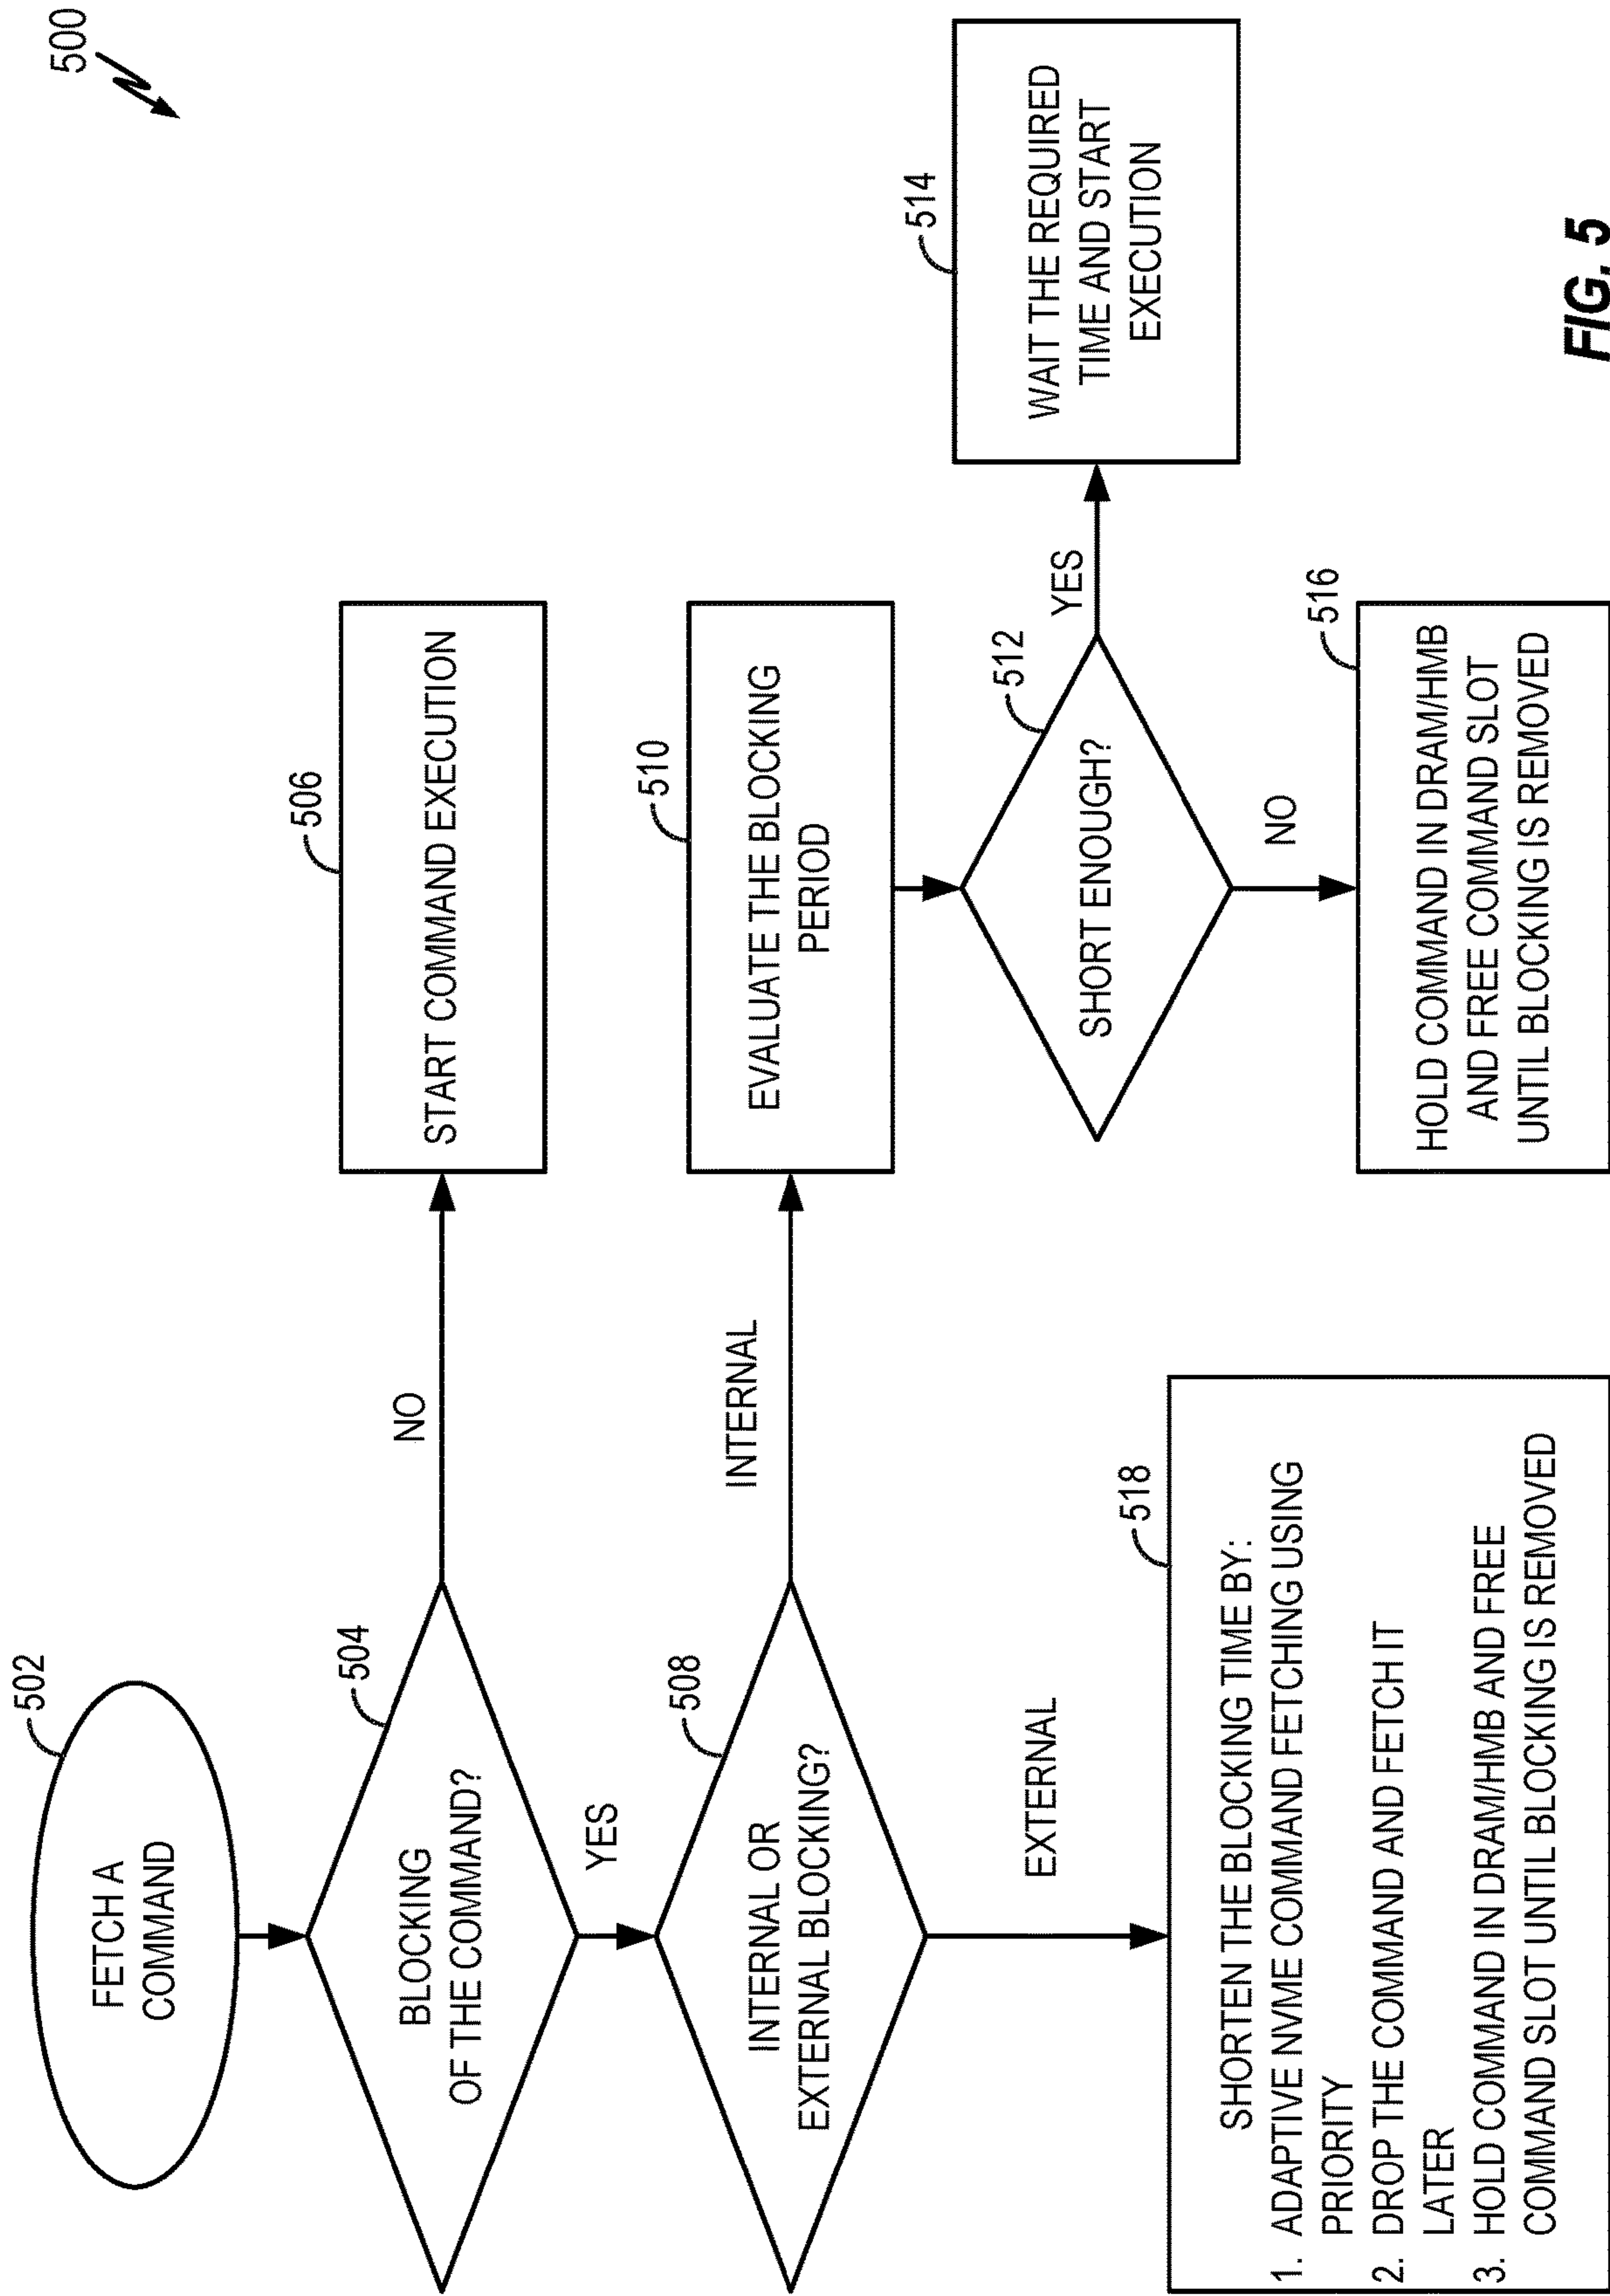 500
502
FETCH A
COMMAND
504
BLOCKING
OF THE COMMAND?
NO
506
START COMMAND EXECUTION
YES
508
INTERNAL OR
EXTERNAL BLOCKING?
INTERNAL
510
EVALUATE THE BLOCKING
PERIOD
512
SHORT ENOUGH?
YES
514
WAIT THE REQUIRED
TIME AND START
EXECUTION
NO
516
HOLD COMMAND IN DRAM/HMB
AND FREE COMMAND SLOT
UNTIL BLOCKING IS REMOVED
EXTERNAL
518
SHORTEN THE BLOCKING TIME BY:
1. ADAPTIVE NVME COMMAND FETCHING USING
PRIORITY
2. DROP THE COMMAND AND FETCH IT
LATER
3. HOLD COMMAND IN DRAM/HMB AND FREE
COMMAND SLOT UNTIL BLOCKING IS REMOVED
FIG. 5